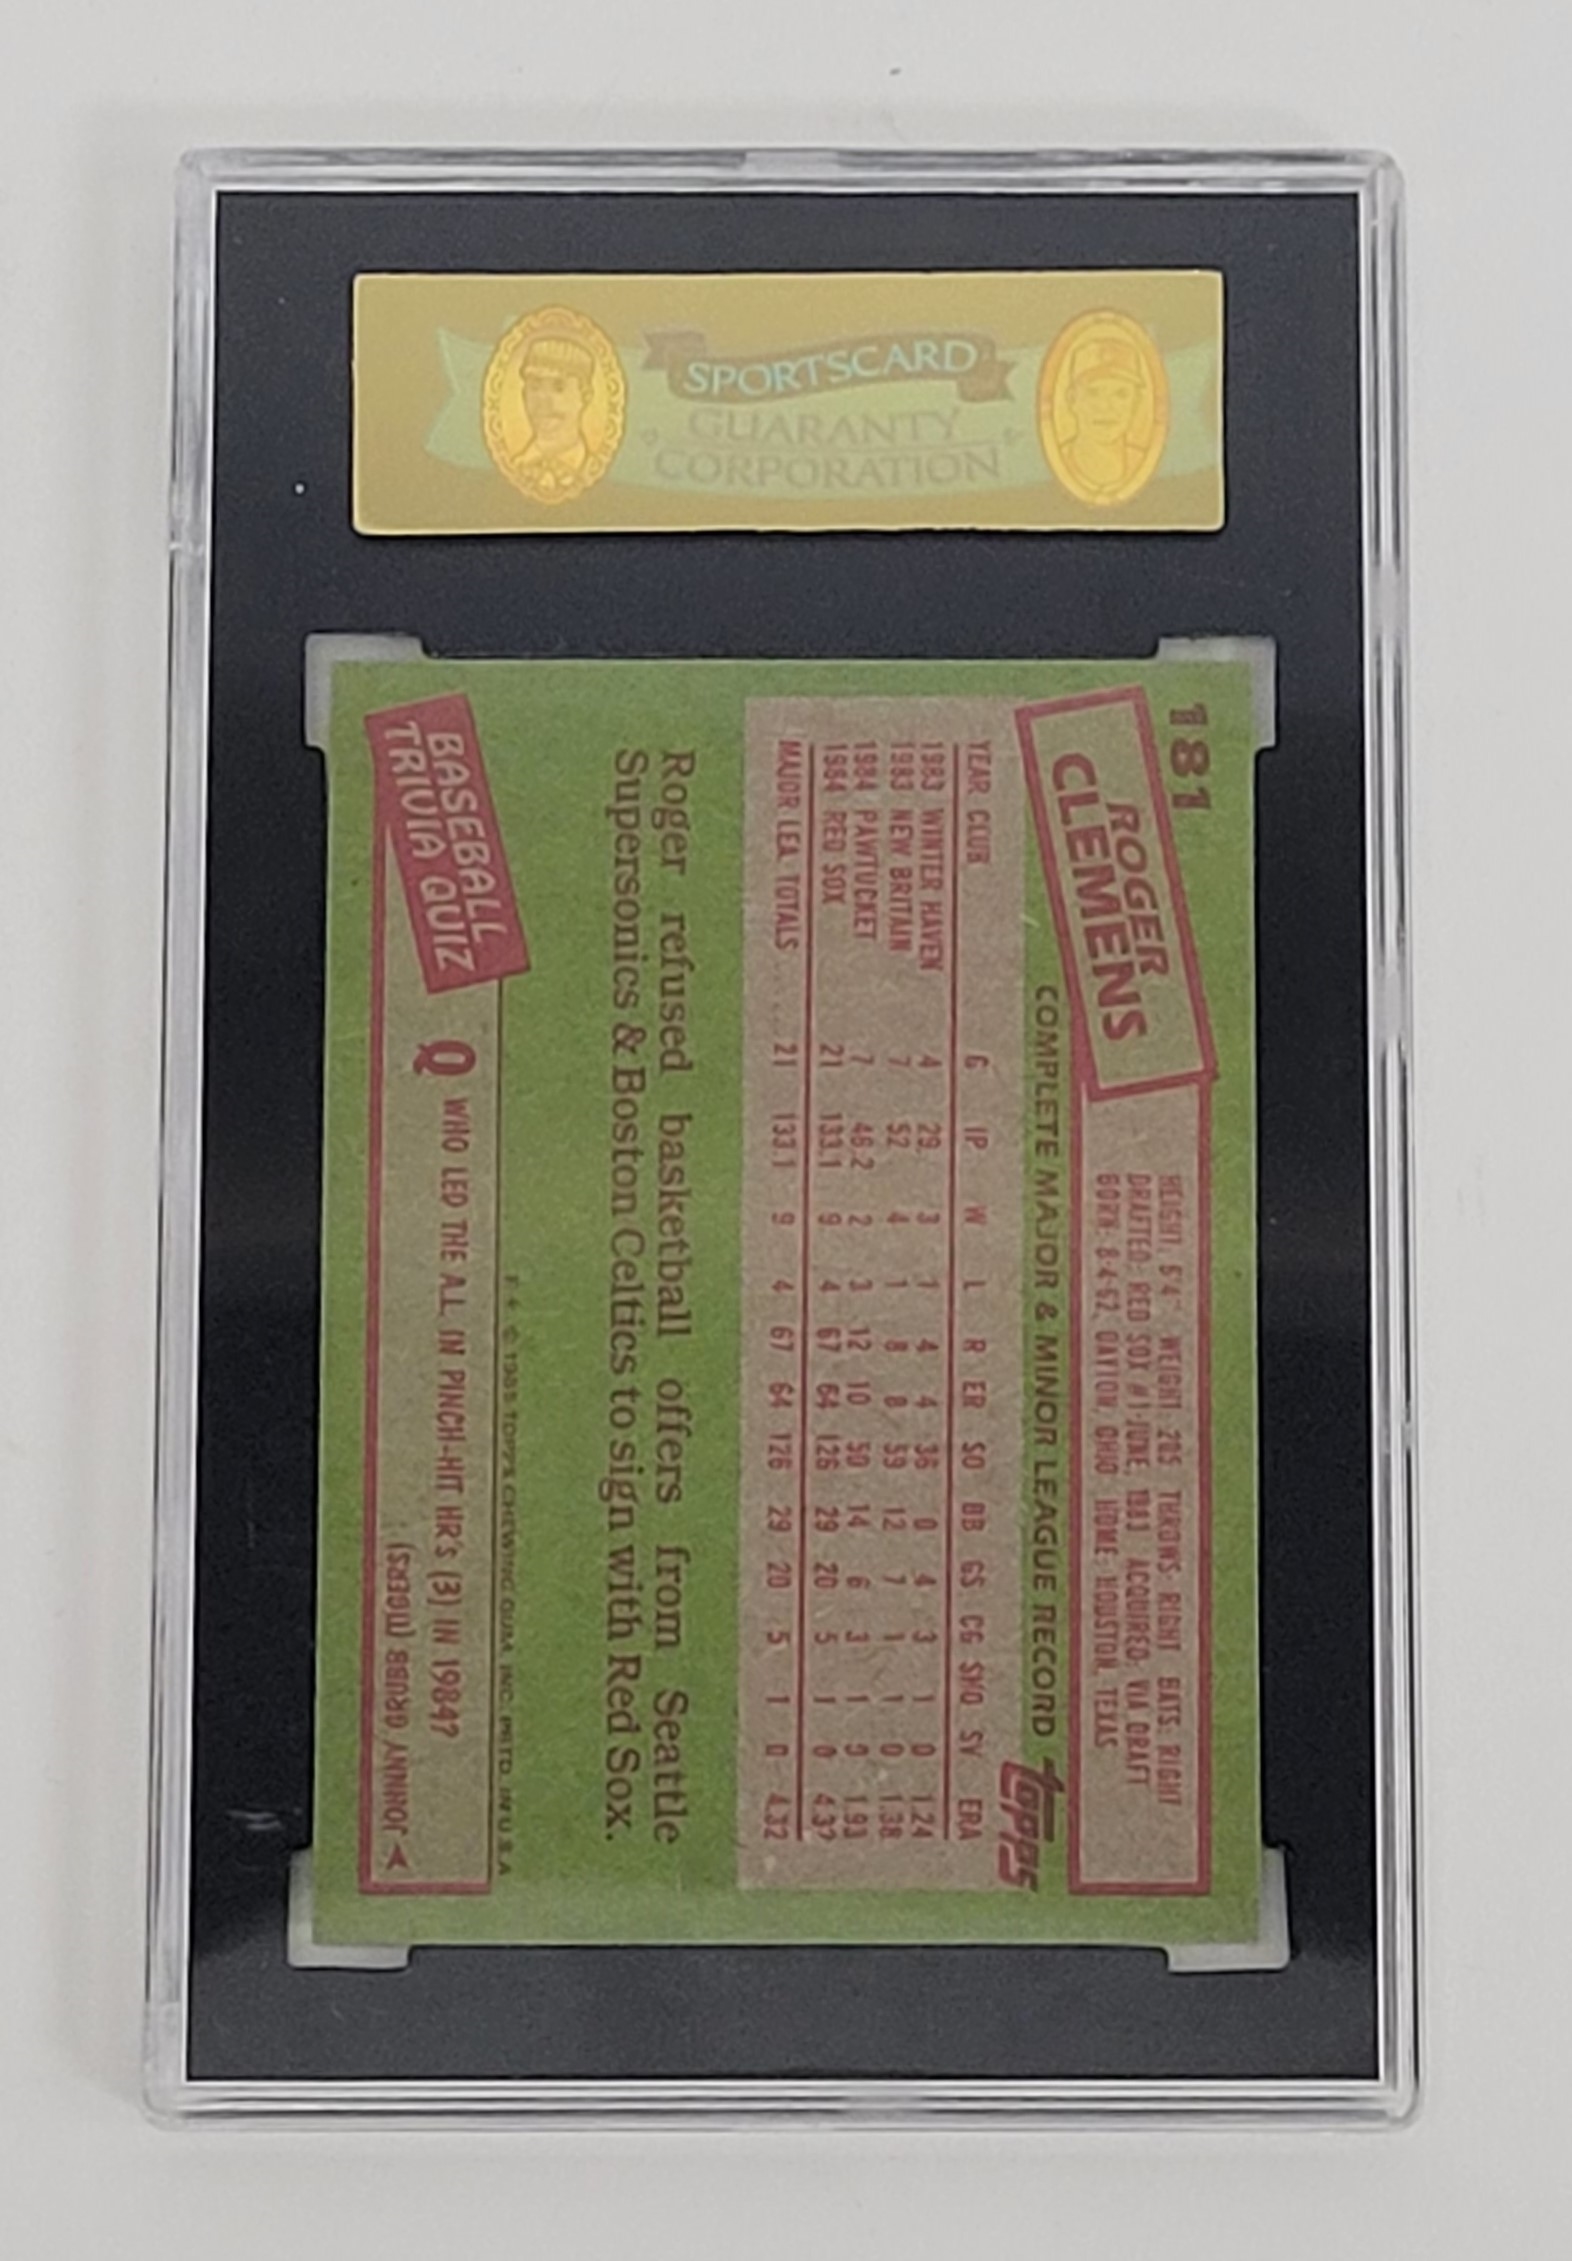 SPORTSCARD
GUARANTY
CORPORATION
181
ROGER
CLEMENS
HEIGHT: 6'4" WEIGHT: 205 THROWS: RIGHT BATS: RIGHT
DRAFTED: RED SOX #1-JUNE, 1983 ACQUIRED: VIA DRAFT
BORN: 8-4-62, DAYTON, OHIO HOME: HOUSTON, TEXAS
COMPLETE MAJOR & MINOR LEAGUE RECORD
topps
YEAR CLUB G IP W L R ER SO BB GS CG SHO SV ERA
1983 WINTER HAVEN 4 29. 3 1 4 4 36 0 4 3 1 0 1.24
1983 NEW BRITAIN 7 52 4 1 8 8 59 12 7 1 1 0 1.38
1984 PAWTUCKET 7 46.2 2 3 12 10 50 14 6 3 1 0 1.93
1984 RED SOX 21 133.1 9 4 67 64 126 29 20 5 1 0 4.32
MAJOR LEA. TOTALS..... 21 133.1 9 4 67 64 126 29 20 5 1 0 4.32
Roger refused basketball offers from Seattle
Supersonics & Boston Celtics to sign with Red Sox.
© 1985 TOPPS CHEWING GUM, INC. PRTD. IN U.S.A.
BASEBALL
TRIVIA QUIZ
Q WHO LED THE A.L. IN PINCH-HIT HR's (3) IN 1984?
JOHNNY GRUBB (TIGERS)